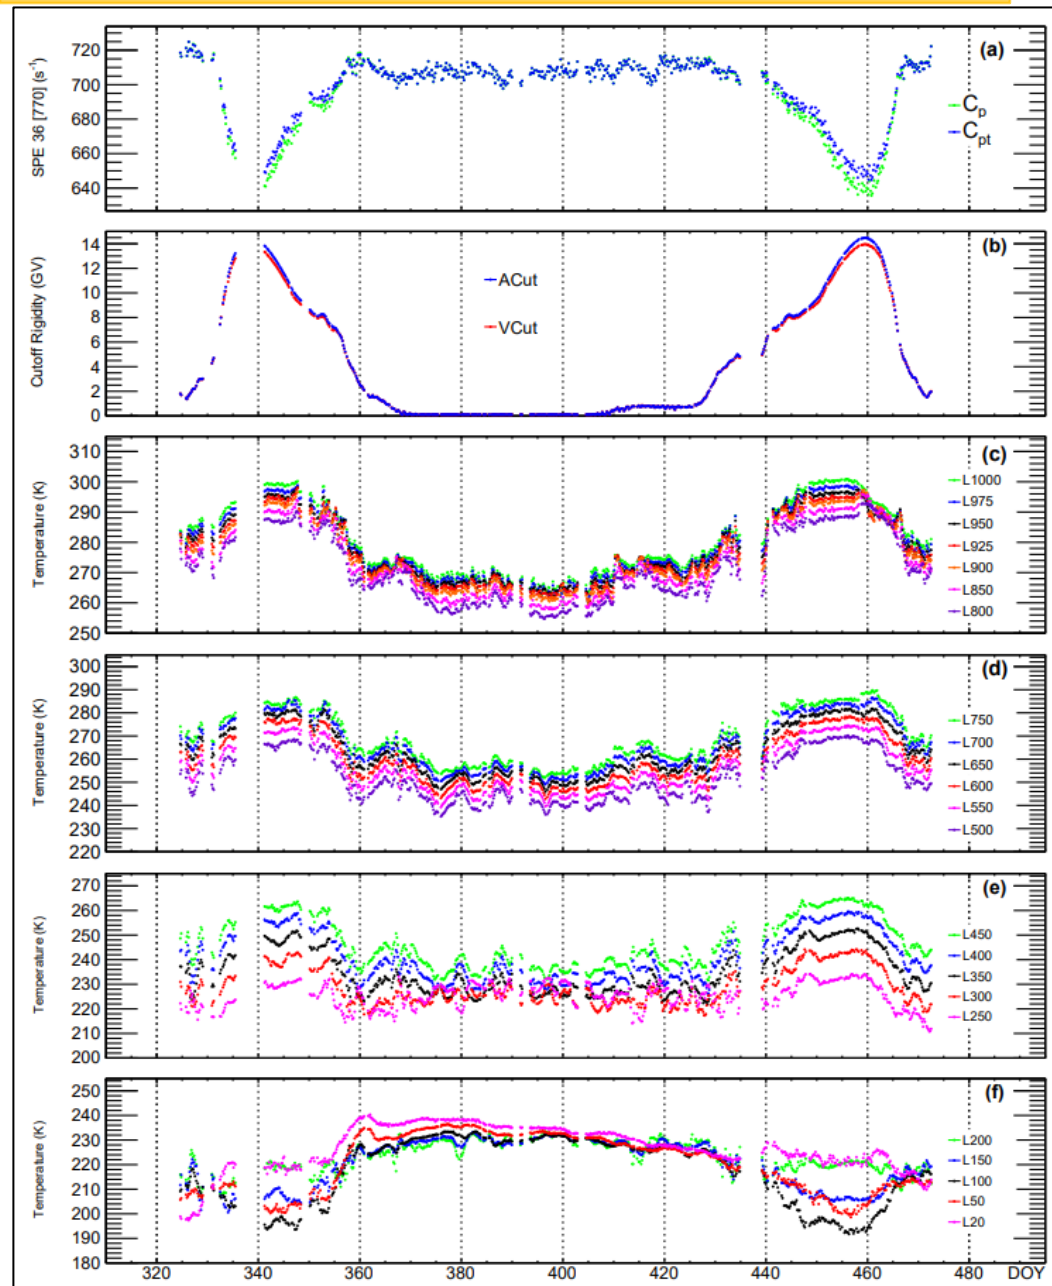 (a)
SPE 36 [770] (s⁻¹)
720
700
680
660
640
Cp
Cpt
(b)
Cutoff Rigidity (GV)
14
12
10
8
6
4
2
0
ACut
VCut
(c)
Temperature (K)
310
300
290
280
270
260
250
L1000
L975
L950
L925
L900
L850
L800
(d)
Temperature (K)
300
290
280
270
260
250
240
230
220
L750
L700
L650
L600
L550
L500
(e)
Temperature (K)
270
260
250
240
230
220
210
200
L450
L400
L350
L300
L250
(f)
Temperature (K)
250
240
230
220
210
200
190
180
L200
L150
L100
L50
L20
320 340 360 380 400 420 440 460 480 DOY